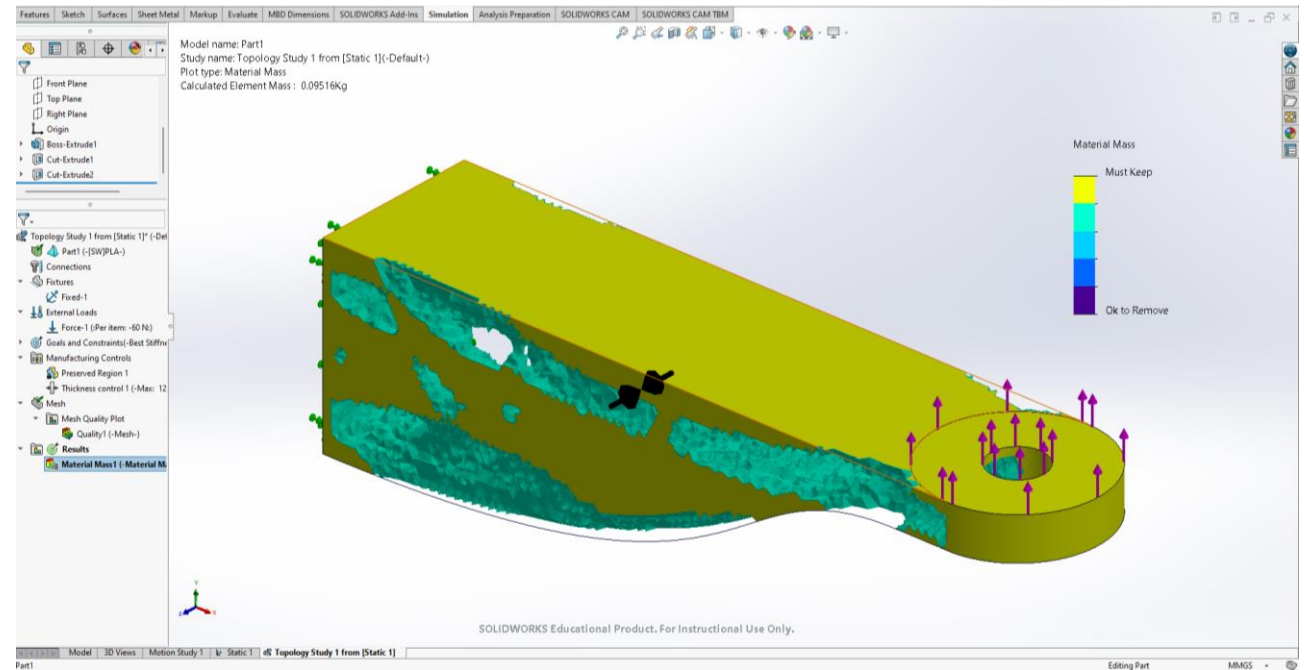 Features Sketch Surfaces Sheet Metal Markup Evaluate MBD Dimensions SOLIDWORKS Add-Ins Simulation Analysis Preparation SOLIDWORKS CAM SOLIDWORKS CAM TBM
Model name: Part1
Study name: Topology Study 1 from [Static 1](-Default-)
Plot type: Material Mass
Calculated Element Mass : 0.09516Kg
Front Plane
Top Plane
Right Plane
Origin
Boss-Extrude1
Cut-Extrude1
Cut-Extrude2
Topology Study 1 from [Static 1]* (-Def
Part1 (-[SW]PLA-)
Connections
Fixtures
Fixed-1
External Loads
Force-1 (:Per item: -60 N:)
Goals and Constraints(-Best Stiffne
Manufacturing Controls
Preserved Region 1
Thickness control 1 (-Max: 12
Mesh
Mesh Quality Plot
Quality1 (-Mesh-)
Results
Material Mass1 (-Material M
Material Mass
Must Keep
Ok to Remove
Y
SOLIDWORKS Educational Product. For Instructional Use Only.
Model 3D Views Motion Study 1 Static 1 Topology Study 1 from [Static 1]
Part1 Editing Part MMGS